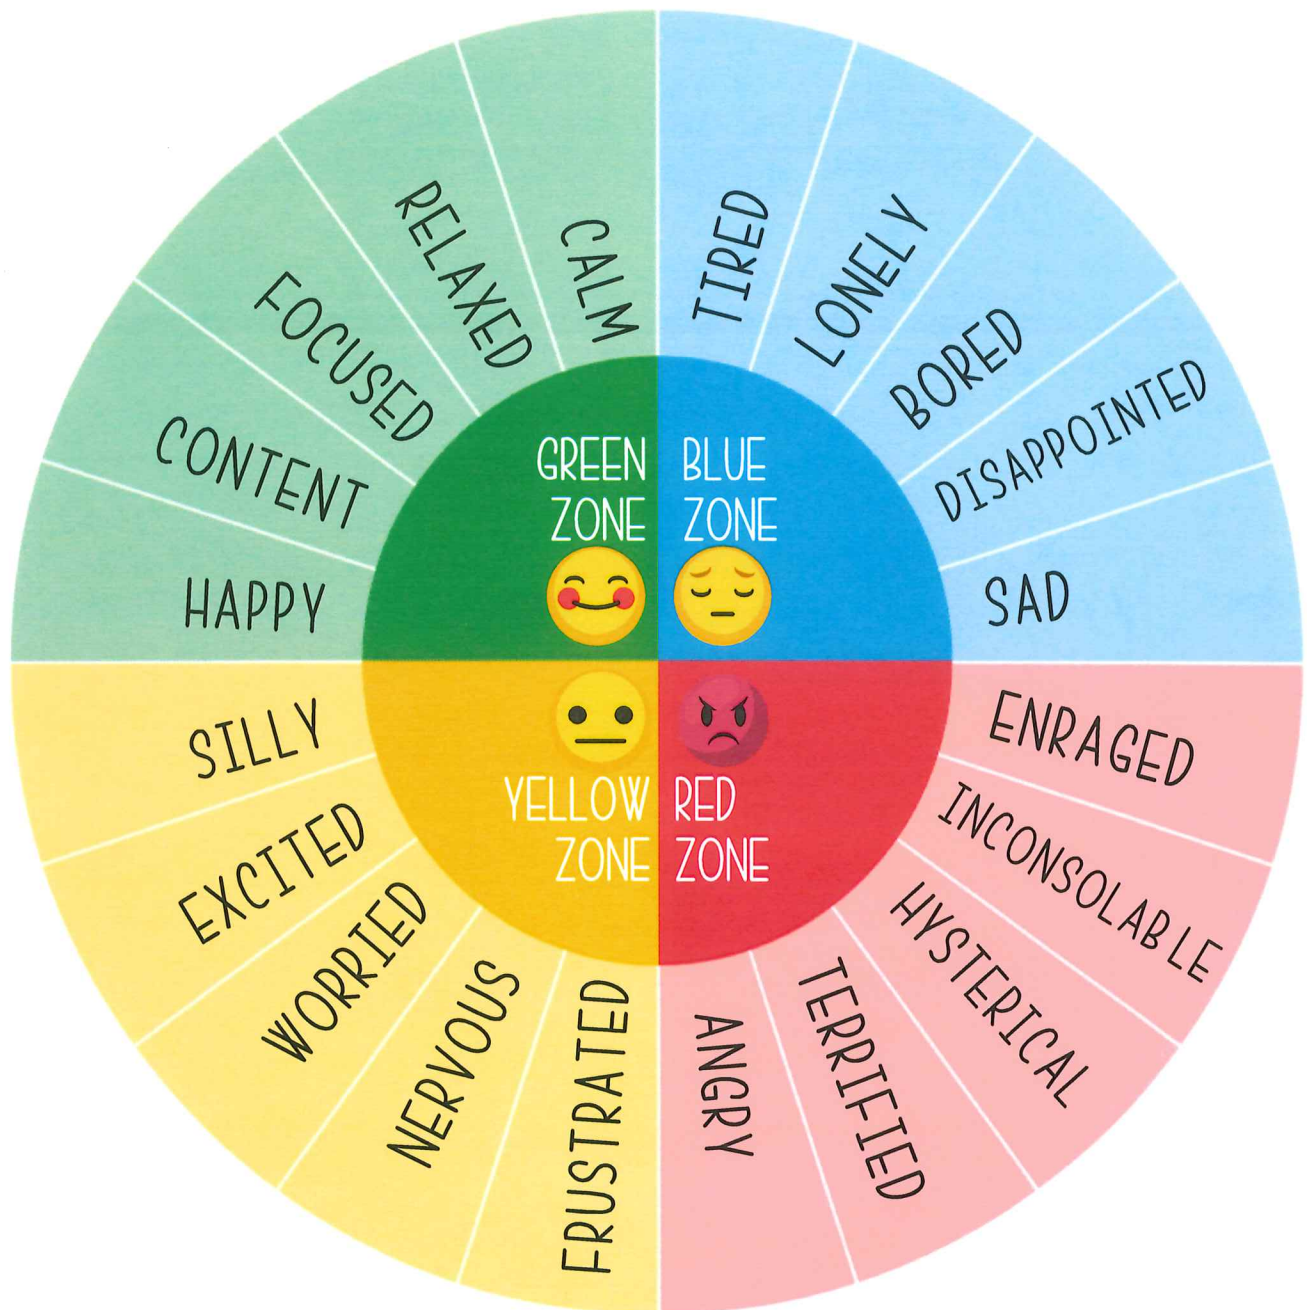 CALM
RELAXED
FOCUSED
CONTENT
HAPPY
GREEN
ZONE
TIRED
LONELY
BORED
DISAPPOINTED
SAD
BLUE
ZONE
SILLY
EXCITED
WORRIED
NERVOUS
FRUSTRATED
YELLOW
ZONE
ENRAGED
INCONSOLABLE
HYSTERICAL
TERRIFIED
ANGRY
RED
ZONE